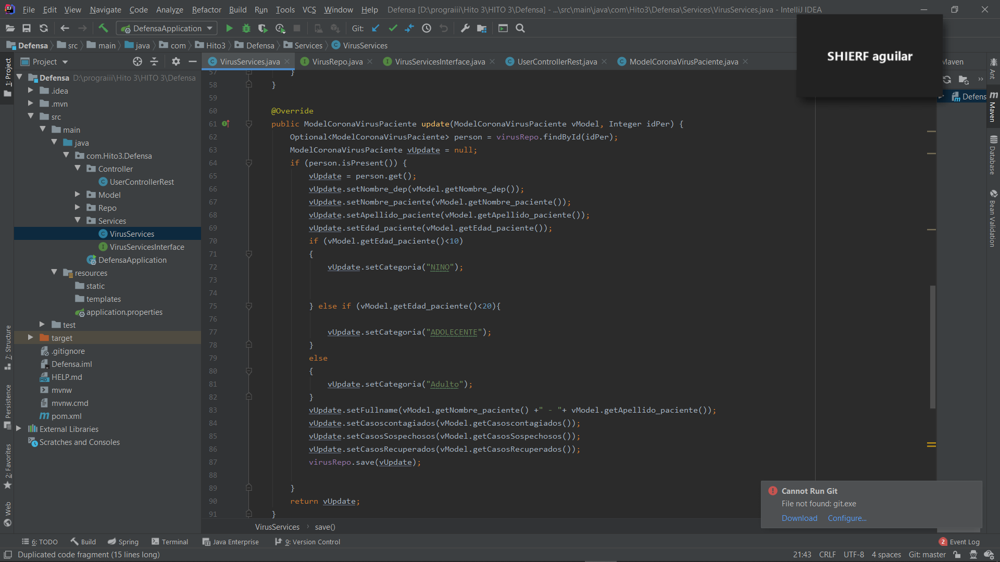 File Edit View Navigate Code Analyze Refactor Build Run Tools VCS Window Help Defensa [D:\prograiii\Hito 3\HITO 3\Defensa] - ...\src\main\java\com\Hito3\Defensa\Services\VirusServices.java - IntelliJ IDEA
DefensaApplication Git:
Defensa src main java com Hito3 Defensa Services VirusServices
SHIERF aguilar
1: Project
7: Structure
Persistence
2: Favorites
Web
Project
Defensa D:\prograiii\Hito 3\HITO 3\Defensa
.idea
.mvn
src
main
java
com.Hito3.Defensa
Controller
UserControllerRest
Model
Repo
Services
VirusServices
VirusServicesInterface
DefensaApplication
resources
static
templates
application.properties
test
target
.gitignore
Defensa.iml
HELP.md
mvnw
mvnw.cmd
pom.xml
External Libraries
Scratches and Consoles
VirusServices.java VirusRepo.java VirusServicesInterface.java UserControllerRest.java ModelCoronaVirusPaciente.java
57 }
58 }
59
60 @Override
61 public ModelCoronaVirusPaciente update(ModelCoronaVirusPaciente vModel, Integer idPer) {
62 Optional<ModelCoronaVirusPaciente> person = virusRepo.findById(idPer);
63 ModelCoronaVirusPaciente vUpdate = null;
64 if (person.isPresent()) {
65 vUpdate = person.get();
66 vUpdate.setNombre_dep(vModel.getNombre_dep());
67 vUpdate.setNombre_paciente(vModel.getNombre_paciente());
68 vUpdate.setApellido_paciente(vModel.getApellido_paciente());
69 vUpdate.setEdad_paciente(vModel.getEdad_paciente());
70 if (vModel.getEdad_paciente()<10)
71 {
72 vUpdate.setCategoria("NINO");
73
74
75 } else if (vModel.getEdad_paciente()<20){
76
77 vUpdate.setCategoria("ADOLECENTE");
78 }
79 else
80 {
81 vUpdate.setCategoria("Adulto");
82 }
83 vUpdate.setFullname(vModel.getNombre_paciente() +" - "+ vModel.getApellido_paciente());
84 vUpdate.setCasoscontagiados(vModel.getCasoscontagiados());
85 vUpdate.setCasosSospechosos(vModel.getCasosSospechosos());
86 vUpdate.setCasosRecuperados(vModel.getCasosRecuperados());
87 virusRepo.save(vUpdate);
88
89 }
90 return vUpdate;
91 }
VirusServices › save()
Maven
Defens
Ant
Maven
Database
Bean Validation
Cannot Run Git
File not found: git.exe
Download Configure...
6: TODO Build Spring Terminal Java Enterprise 9: Version Control 2 Event Log
Duplicated code fragment (15 lines long) 21:43 CRLF UTF-8 4 spaces Git: master